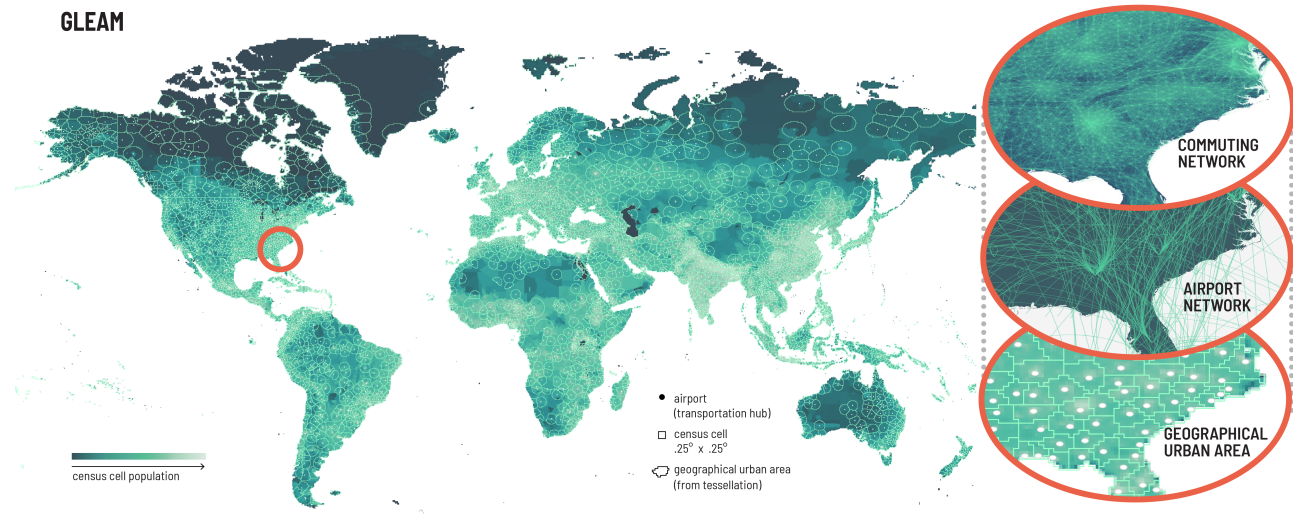 GLEAM
COMMUTING
NETWORK
AIRPORT
NETWORK
GEOGRAPHICAL
URBAN AREA
airport
(transportation hub)
census cell
.25° x .25°
geographical urban area
(from tessellation)
census cell population